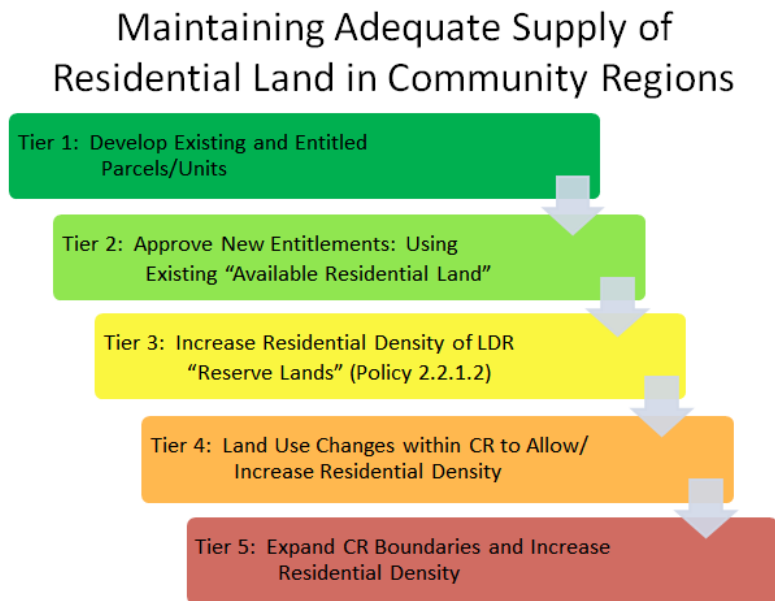 Maintaining Adequate Supply of
Residential Land in Community Regions
Tier 1: Develop Existing and Entitled
Parcels/Units
Tier 2: Approve New Entitlements: Using
Existing “Available Residential Land”
Tier 3: Increase Residential Density of LDR
“Reserve Lands” (Policy 2.2.1.2)
Tier 4: Land Use Changes within CR to Allow/
Increase Residential Density
Tier 5: Expand CR Boundaries and Increase
Residential Density